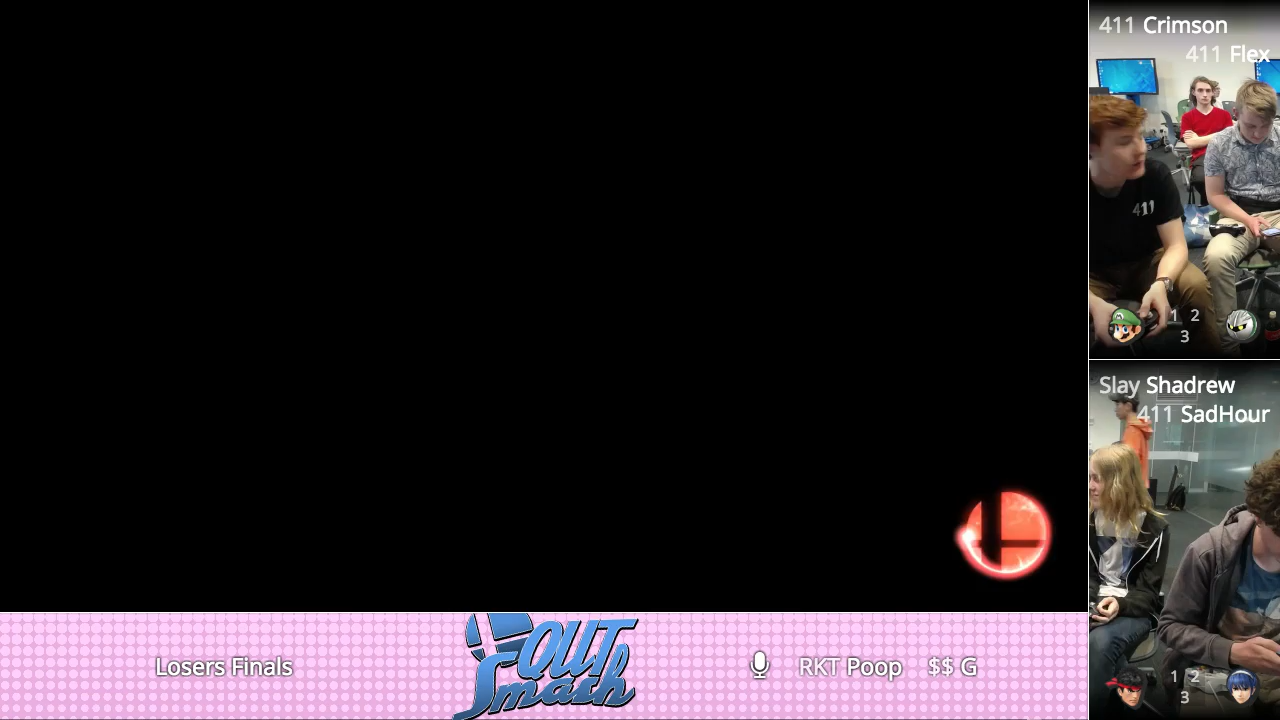 411 Crimson
411 Flex
411
1 2
3
Slay Shadrew
411 SadHour
1 2
3
Losers Finals
OUT
Smash
RKT Poop $$ G